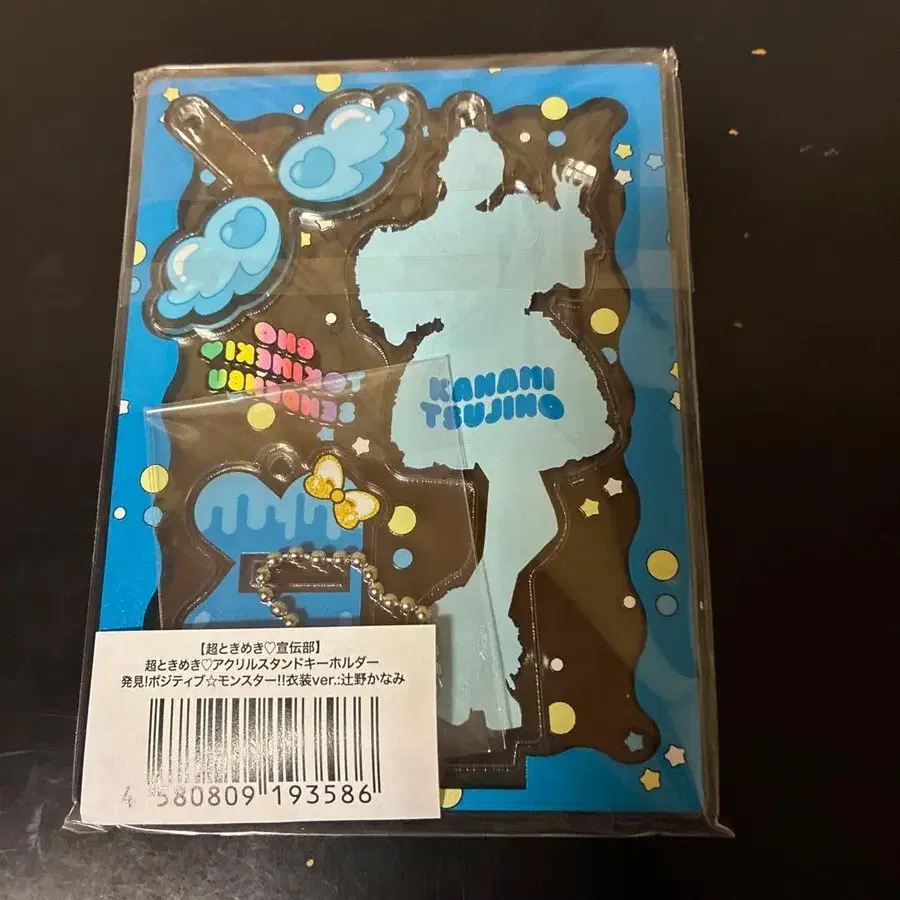 CHO
TOKIMEKI♡
SENDENBU
KANAMI
TSUJINO
【超ときめき♡宣伝部】
超ときめき♡アクリルスタンドキーホルダー
発見!ポジティブ☆モンスター!!衣装ver.:辻野かなみ
4 580809 193586